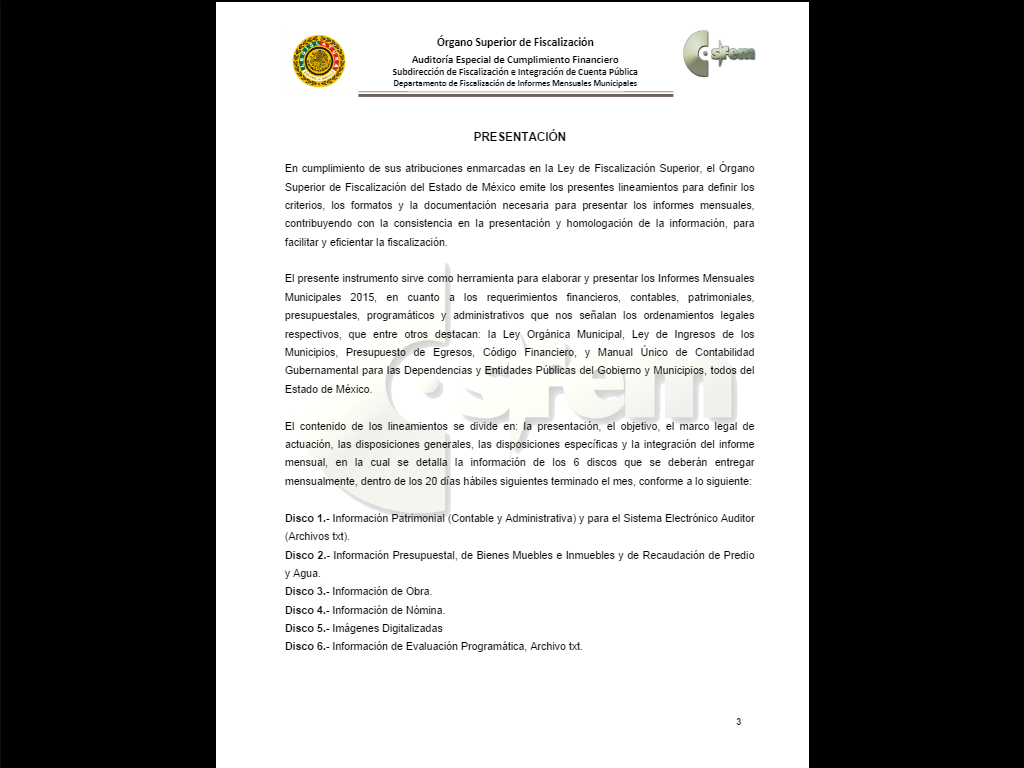 Órgano Superior de Fiscalización
Auditoría Especial de Cumplimiento Financiero
Subdirección de Fiscalización e Integración de Cuenta Pública
Departamento de Fiscalización de Informes Mensuales Municipales
osfem
PRESENTACIÓN
En cumplimiento de sus atribuciones enmarcadas en la Ley de Fiscalización Superior, el Órgano
Superior de Fiscalización del Estado de México emite los presentes lineamientos para definir los
criterios, los formatos y la documentación necesaria para presentar los informes mensuales,
contribuyendo con la consistencia en la presentación y homologación de la información, para
facilitar y eficientar la fiscalización.
El presente instrumento sirve como herramienta para elaborar y presentar los Informes Mensuales
Municipales 2015, en cuanto a los requerimientos financieros, contables, patrimoniales,
presupuestales, programáticos y administrativos que nos señalan los ordenamientos legales
respectivos, que entre otros destacan: la Ley Orgánica Municipal, Ley de Ingresos de los
Municipios, Presupuesto de Egresos, Código Financiero, y Manual Único de Contabilidad
Gubernamental para las Dependencias y Entidades Públicas del Gobierno y Municipios, todos del
Estado de México.
El contenido de los lineamientos se divide en: la presentación, el objetivo, el marco legal de
actuación, las disposiciones generales, las disposiciones específicas y la integración del informe
mensual, en la cual se detalla la información de los 6 discos que se deberán entregar
mensualmente, dentro de los 20 días hábiles siguientes terminado el mes, conforme a lo siguiente:
Disco 1.- Información Patrimonial (Contable y Administrativa) y para el Sistema Electrónico Auditor
(Archivos txt).
Disco 2.- Información Presupuestal, de Bienes Muebles e Inmuebles y de Recaudación de Predio
y Agua.
Disco 3.- Información de Obra.
Disco 4.- Información de Nómina.
Disco 5.- Imágenes Digitalizadas
Disco 6.- Información de Evaluación Programática, Archivo txt.
osfem
3